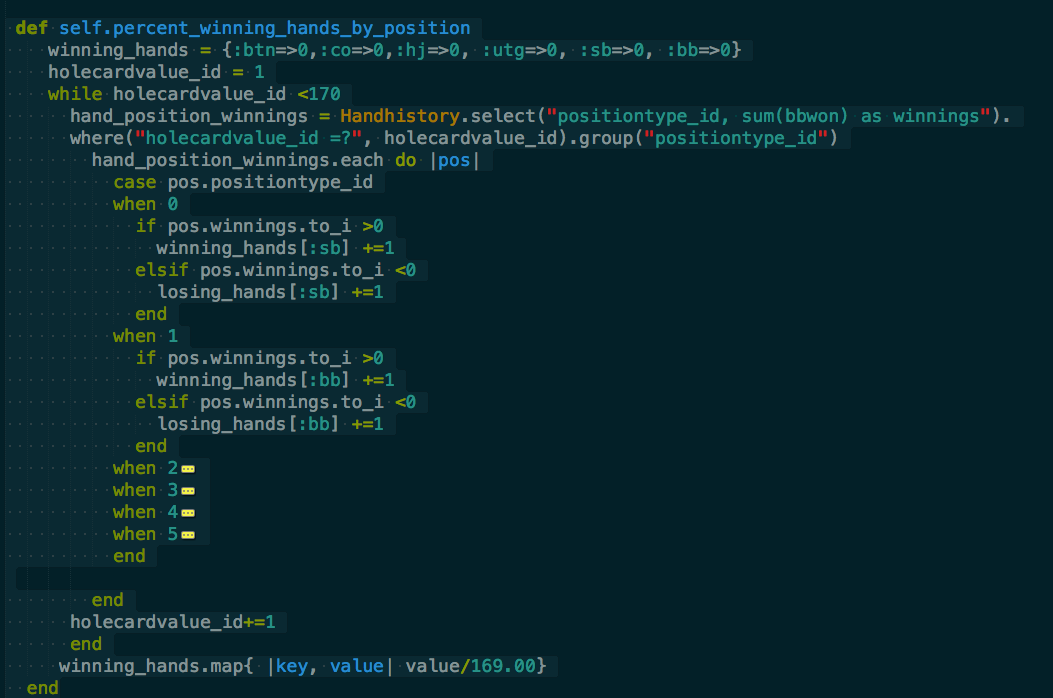 def self.percent_winning_hands_by_position
winning_hands = {:btn=>0,:co=>0,:hj=>0, :utg=>0, :sb=>0, :bb=>0}
holecardvalue_id = 1
while holecardvalue_id <170
hand_position_winnings = Handhistory.select("positiontype_id, sum(bbwon) as winnings").
where("holecardvalue_id =?", holecardvalue_id).group("positiontype_id")
hand_position_winnings.each do |pos|
case pos.positiontype_id
when 0
if pos.winnings.to_i >0
winning_hands[:sb] +=1
elsif pos.winnings.to_i <0
losing_hands[:sb] +=1
end
when 1
if pos.winnings.to_i >0
winning_hands[:bb] +=1
elsif pos.winnings.to_i <0
losing_hands[:bb] +=1
end
when 2
when 3
when 4
when 5
end
end
holecardvalue_id+=1
end
winning_hands.map{ |key, value| value/169.00}
end